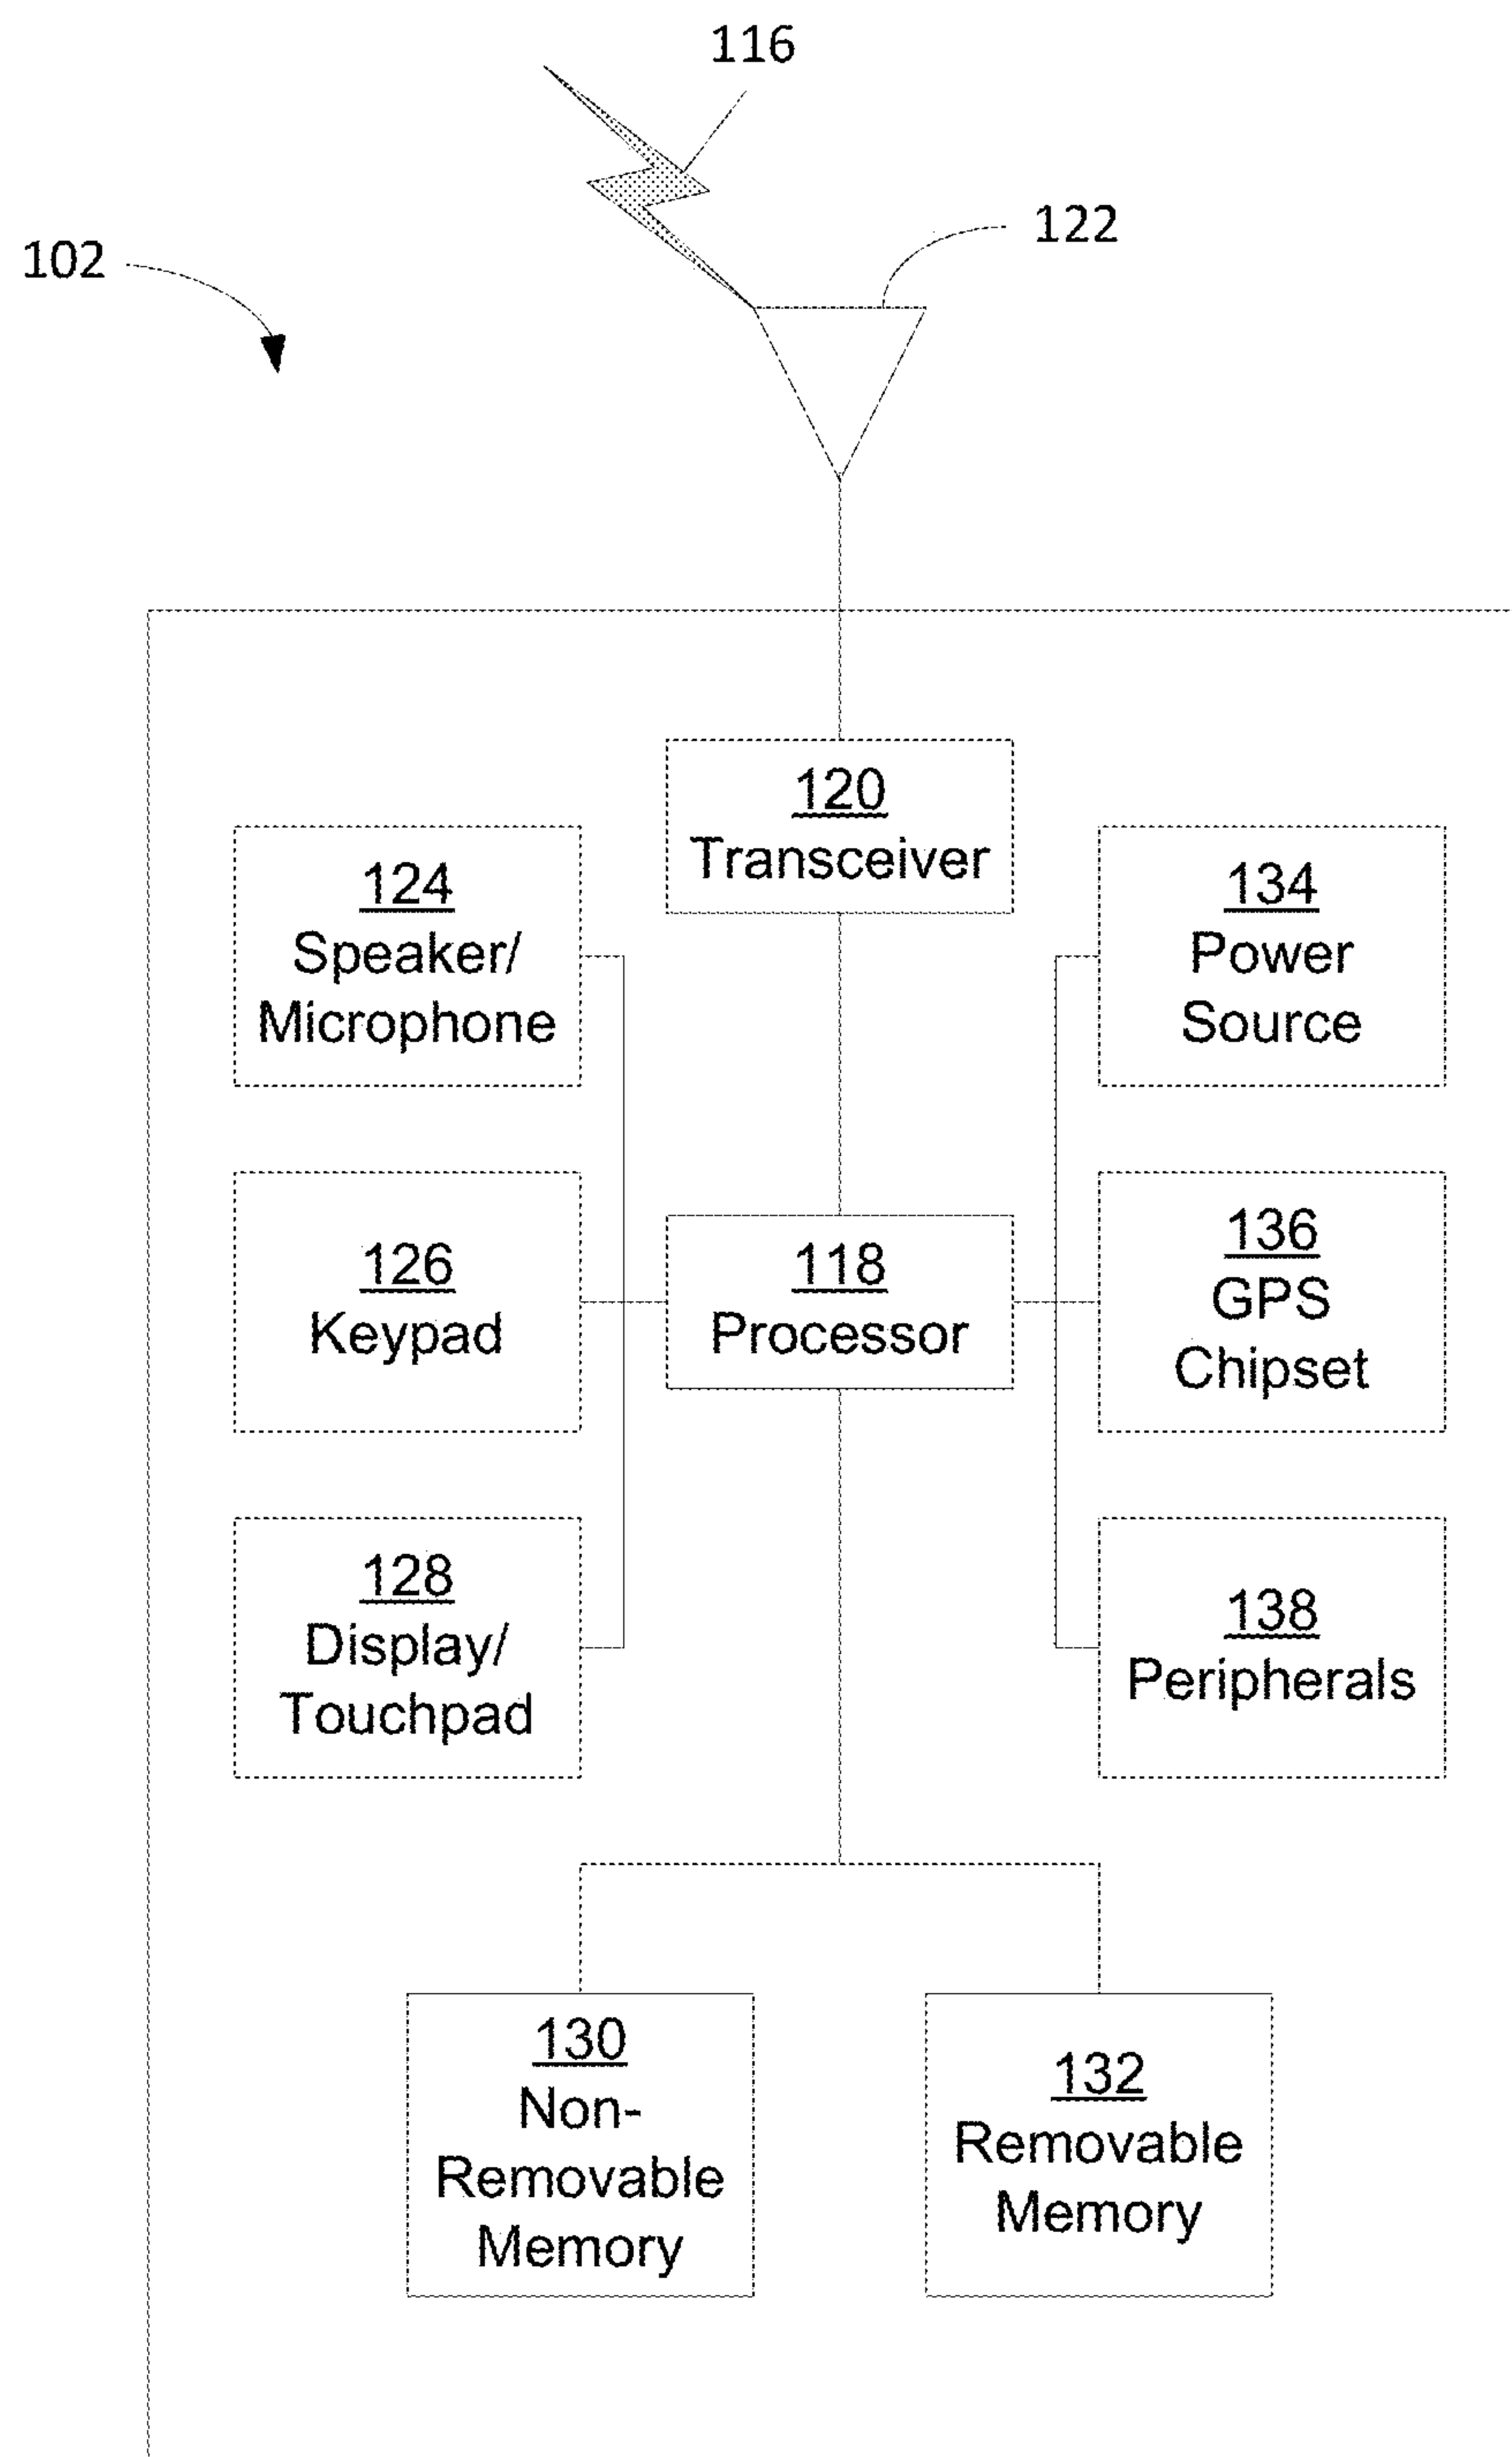 116
122
102
120
Transceiver
124
Speaker/
Microphone
134
Power
Source
126
Keypad
118
Processor
136
GPS
Chipset
128
Display/
Touchpad
138
Peripherals
130
Non-
Removable
Memory
132
Removable
Memory